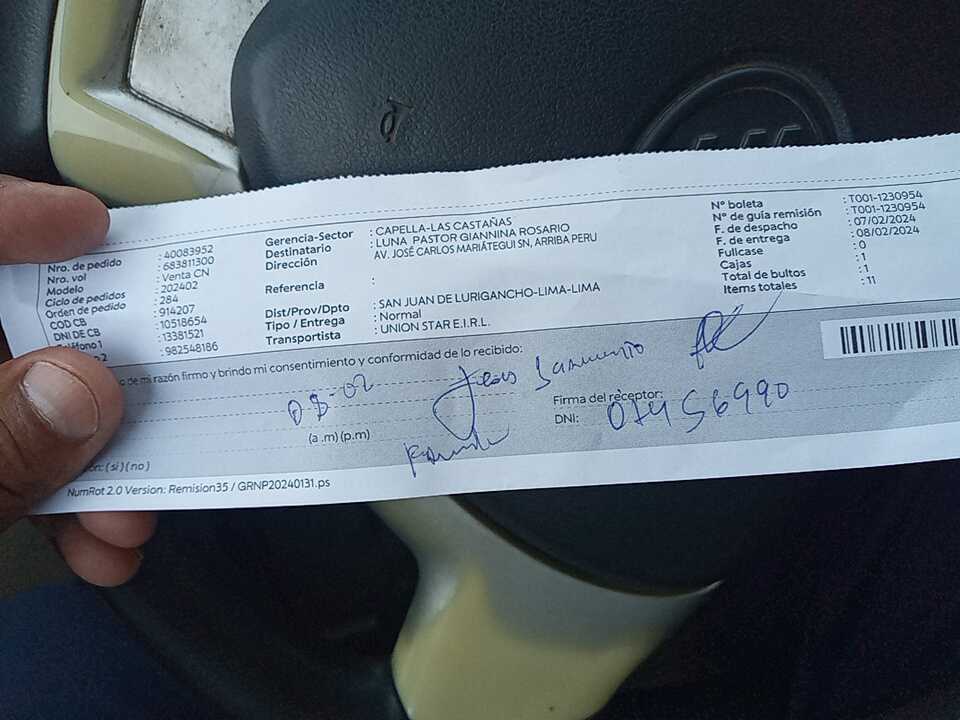 Nro. de pedido : 40083952
Nro. vol : 683811300
Modelo : Venta CN
Ciclo de pedidos : 202402
Orden de pedido : 284
COD CB : 914207
DNI DE CB : 10518654
Teléfono 1 : 13381521
2 : 982548186
Gerencia-Sector : CAPELLA-LAS CASTAÑAS
Destinatario : LUNA PASTOR GIANNINA ROSARIO
Dirección : AV. JOSÉ CARLOS MARIÁTEGUI SN, ARRIBA PERU
Referencia :
Dist/Prov/Dpto : SAN JUAN DE LURIGANCHO-LIMA-LIMA
Tipo / Entrega : Normal
Transportista : UNION STAR E.I.R.L.
N° boleta : T001-1230954
N° de guía remisión : T001-1230954
F. de despacho : 07/02/2024
F. de entrega : 08/02/2024
Fullcase : 0
Cajas : 1
Total de bultos : 1
Items totales : 11
o de mi razón firmo y brindo mi consentimiento y conformidad de lo recibido:
08-02
Sarmiento
(a .m) (p.m)
Firma del receptor:
DNI: 07456990
ón: ( si ) ( no )
NumRot 2.0 Version: Remision35 / GRNP20240131.ps